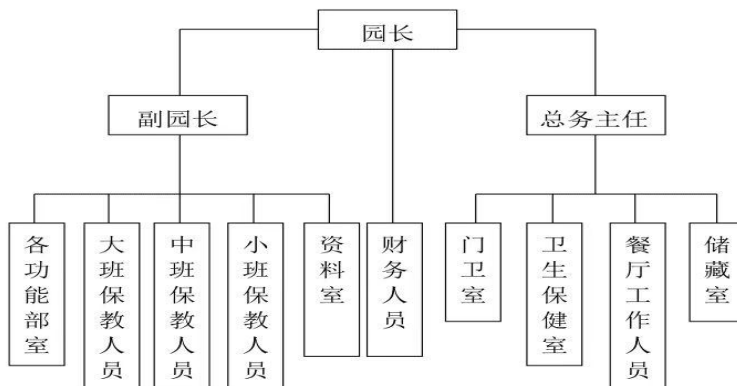 园长
副园长
总务主任
各功能部室
大班保教人员
中班保教人员
小班保教人员
资料室
财务人员
门卫室
卫生保健室
餐厅工作人员
储藏室